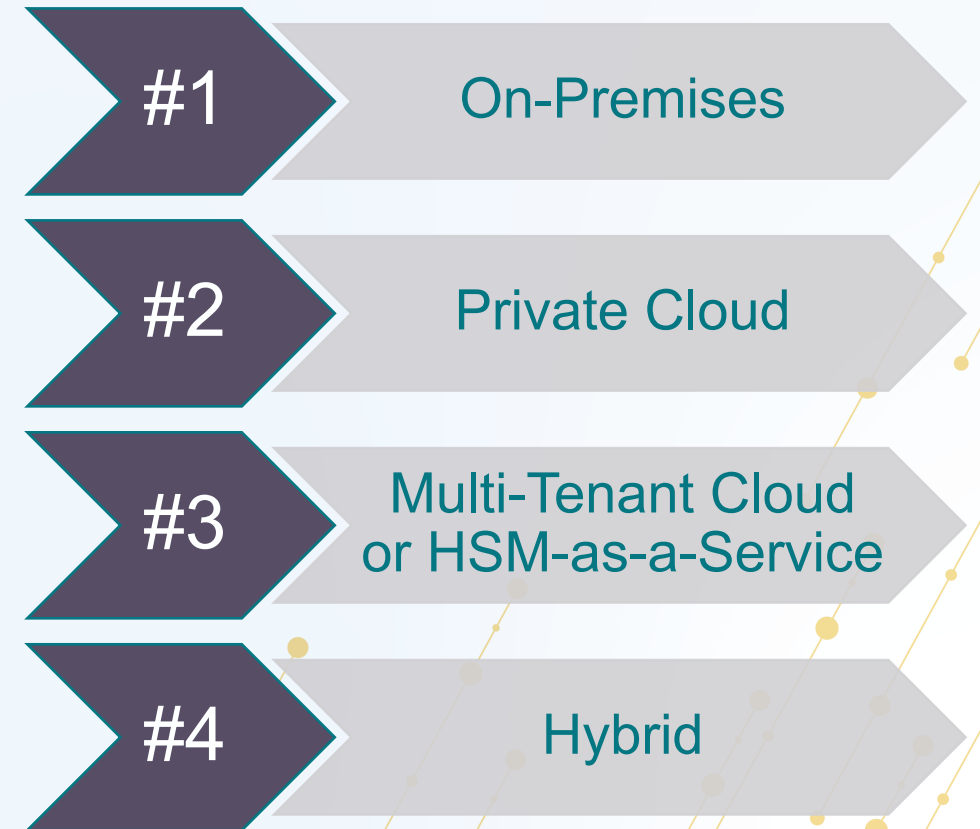 #1
On-Premises
#2
Private Cloud
#3
Multi-Tenant Cloud
or HSM-as-a-Service
#4
Hybrid